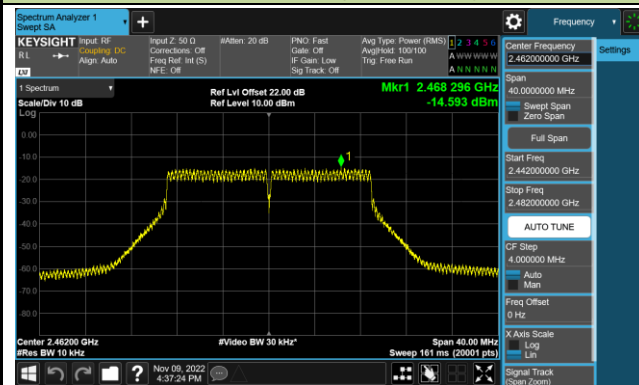 Spectrum Analyzer 1
Swept SA
Frequency
KEYSIGHT
RL
LXI
Input: RF
Coupling: DC
Align: Auto
Input Z: 50 Ω
Corrections: Off
Freq Ref: Int (S)
NFE: Off
#Atten: 20 dB
PNO: Fast
Gate: Off
IF Gain: Low
Sig Track: Off
Avg Type: Power (RMS)
Avg|Hold: 100/100
Trig: Free Run
1 2 3 4 5 6
A W W W W W
A N N N N N
1 Spectrum
Scale/Div 10 dB
Log
Ref Lvl Offset 22.00 dB
Ref Level 10.00 dBm
Mkr1 2.468 296 GHz
-14.593 dBm
1
0.00
-10.0
-20.0
-30.0
-40.0
-50.0
-60.0
-70.0
-80.0
Center 2.46200 GHz
#Res BW 10 kHz
#Video BW 30 kHz*
Span 40.00 MHz
Sweep 161 ms (20001 pts)
?
Nov 09, 2022
4:37:24 PM
Center Frequency
2.462000000 GHz
Span
40.0000000 MHz
Swept Span
Zero Span
Full Span
Start Freq
2.442000000 GHz
Stop Freq
2.482000000 GHz
AUTO TUNE
CF Step
4.000000 MHz
Auto
Man
Freq Offset
0 Hz
X Axis Scale
Log
Lin
Signal Track
(Span Zoom)
Settings